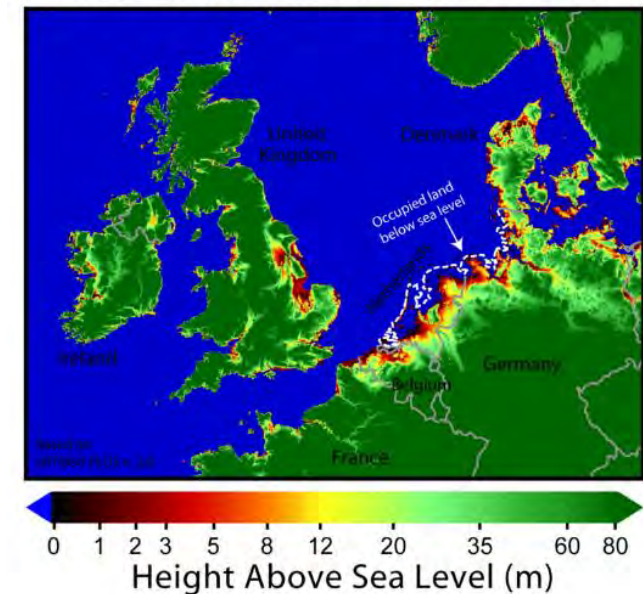 United
Kingdom
Denmark
Occupied land
below sea level
Netherlands
Ireland
Belgium
Germany
France
0 1 2 3 5 8 12 20 35 60 80
Height Above Sea Level (m)